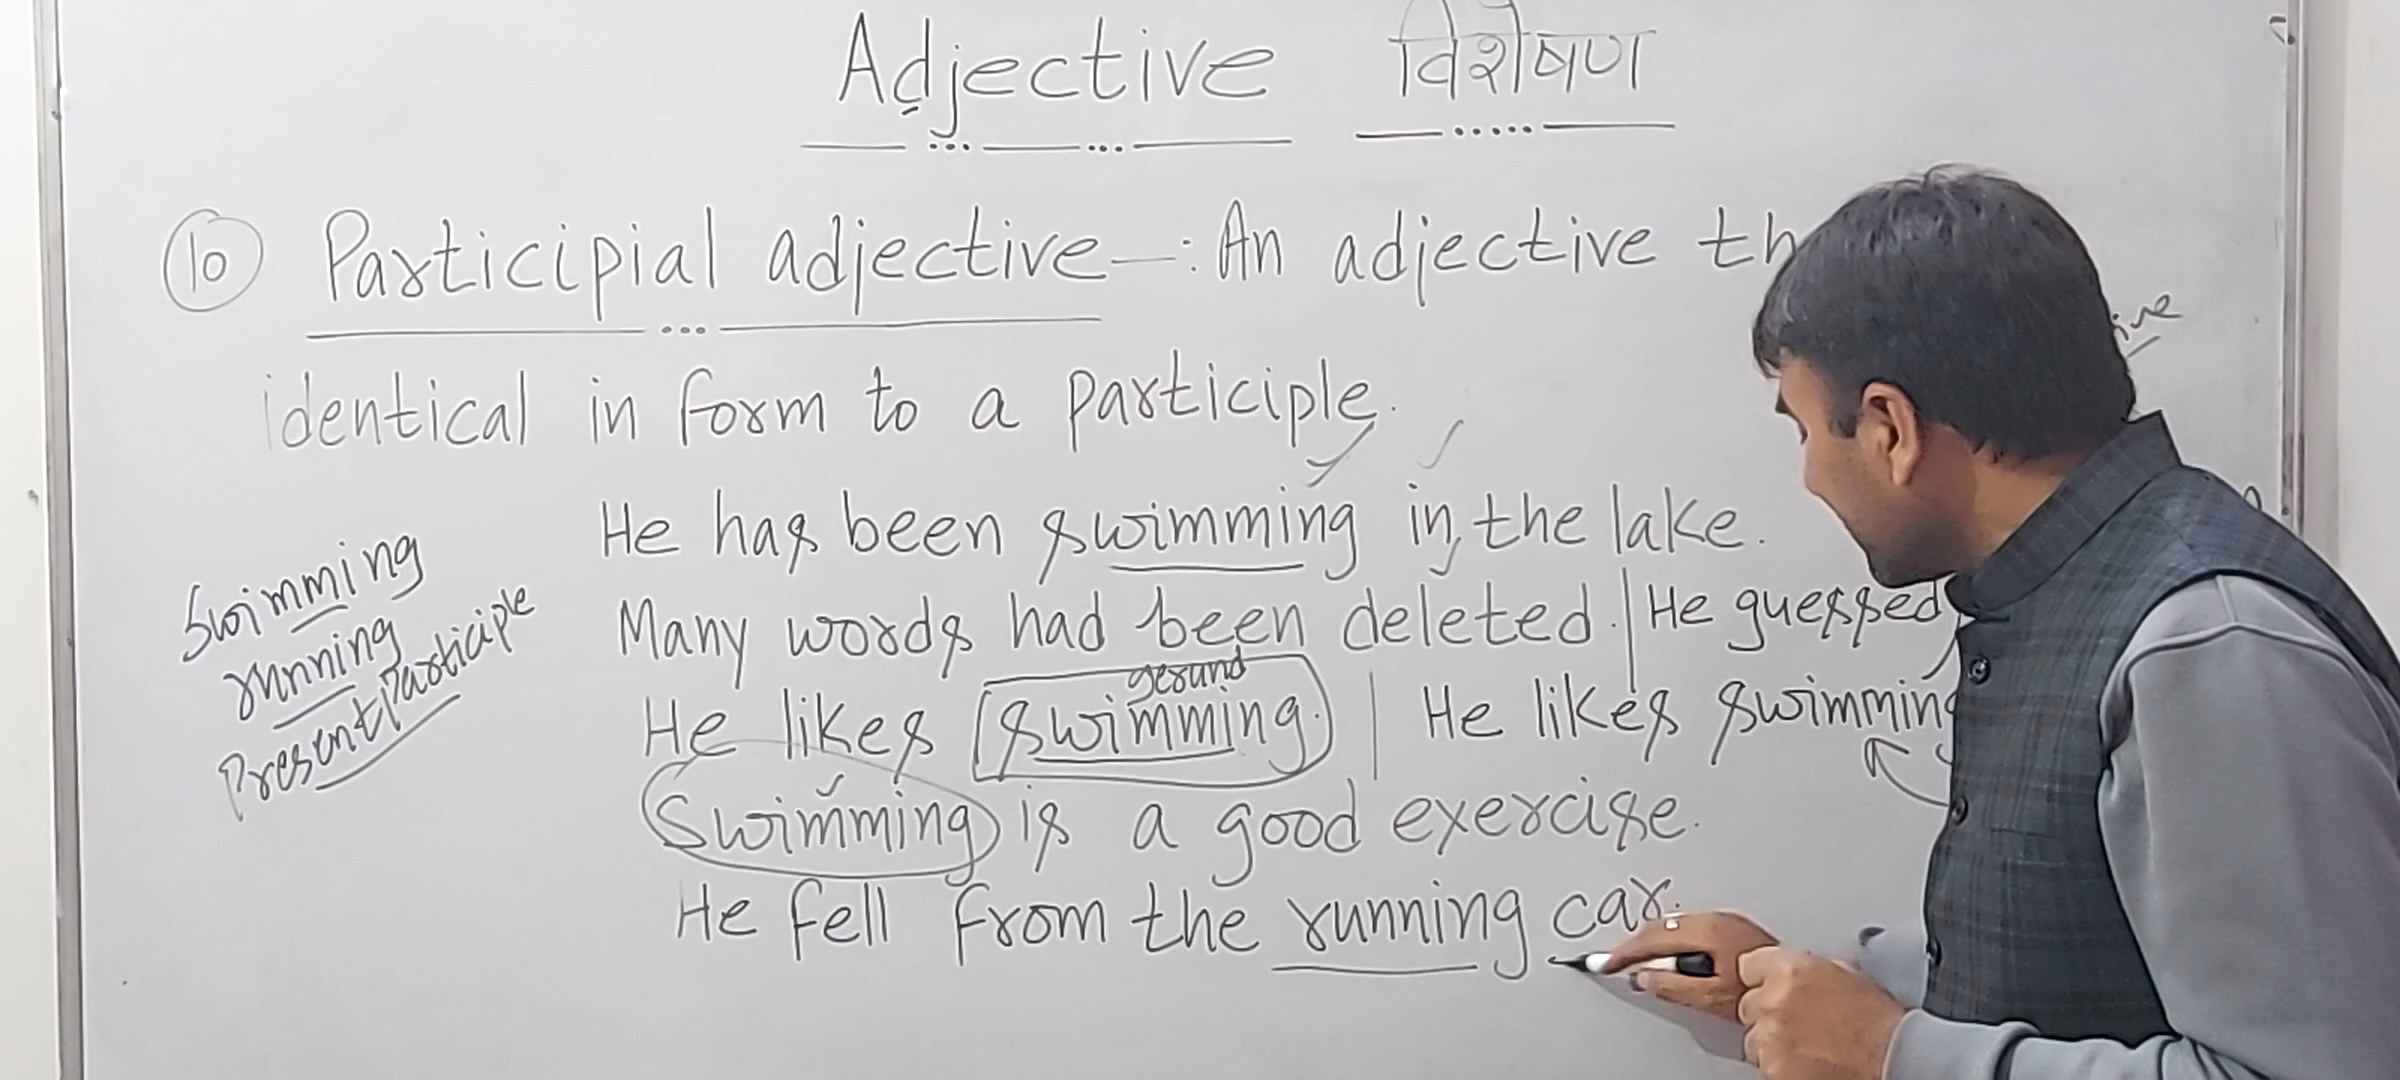 Adjective विशेषण
10 Participial adjective—: An adjective th
ive
identical in form to a participle.
He has been swimming in the lake.
Many words had been deleted. | He guessed
gerund
He likes swimming. | He likes swimming
Swimming is a good exercise.
He fell from the running car.
Swimming
running
Present Participle